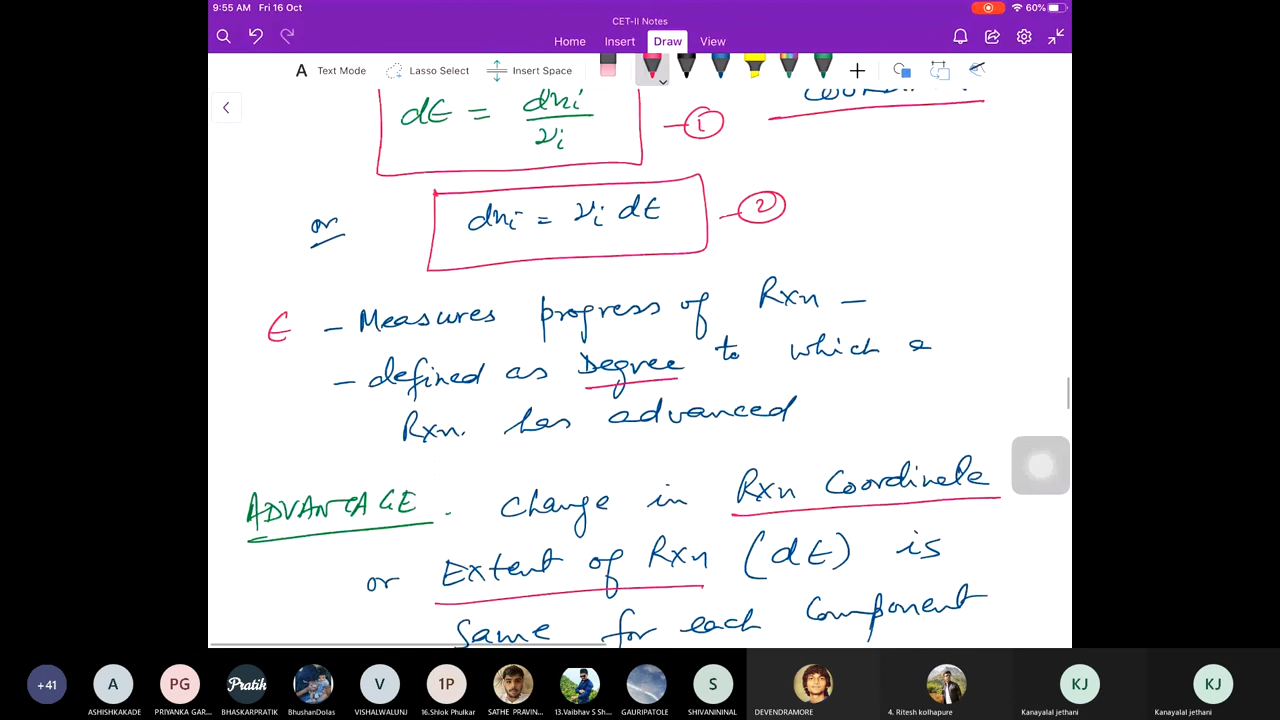 9:55 AM Fri 16 Oct
60%
CET-II Notes
Home Insert Draw View
A Text Mode Lasso Select Insert Space
dϵ = dni / νi — ①
or dni = νi dϵ — ②
ϵ – Measures progress of Rxn –
– defined as Degree to which a
Rxn. has advanced
ADVANTAGE. Change in Rxn Coordinate
or Extent of Rxn (dϵ) is
same for each component
+41 A PG V 1P S KJ KJ
Pratik
ASHISHKAKADE PRIYANKA GAR... BHASKARPRATIK BhushanDolas VISHALWALUNJ 16.Shlok Phulkar SATHE PRAVIN... 13.Vaibhav S Sh... GAURIPATOLE SHIVANINNAL DEVENDRAMORE 4. Ritesh kolhapure Kanayalal jethani Kanayalal jethani